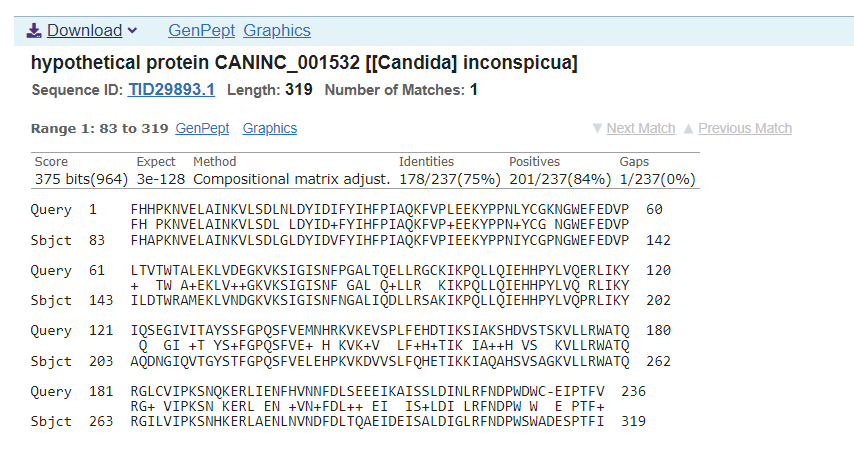 Download GenPept Graphics
hypothetical protein CANINC_001532 [[Candida] inconspicua]
Sequence ID: TID29893.1 Length: 319 Number of Matches: 1
Range 1: 83 to 319 GenPept Graphics ▼ Next Match ▲ Previous Match
Score Expect Method Identities Positives Gaps
375 bits(964) 3e-128 Compositional matrix adjust. 178/237(75%) 201/237(84%) 1/237(0%)
Query 1 FHHPKNVELAINKVLSDLNLDYIDIFYIHFPIAQKFVPLEEKYPPNLYCGKNGWEFEDVP 60
FH PKNVELAINKVLSDL LDYID+FYIHFPIAQKFVP+EEKYPPN+YCG NGWEFEDVP
Sbjct 83 FHAPKNVELAINKVLSDLGLDYIDVFYIHFPIAQKFVPIEEKYPPNIYCGPNGWEFEDVP 142
Query 61 LTVTWTALEKLVDEGKVKSIGISNFPGALTQELLRGCKIKPQLLQIEHHPYLVQERLIKY 120
+ TW A+EKLV++GKVKSIGISNF GAL Q+LLR KIKPQLLQIEHHPYLVQ RLIKY
Sbjct 143 ILDTWRAMEKLVNDGKVKSIGISNFNGALIQDLLRSAKIKPQLLQIEHHPYLVQPRLIKY 202
Query 121 IQSEGIVITAYSSFGPQSFVEMNHRKVKEVSPLFEHDTIKSIAKSHDVSTSKVLLRWATQ 180
Q GI +T YS+FGPQSFVE+ H KVK+V LF+H+TIK IA++H VS KVLLRWATQ
Sbjct 203 AQDNGIQVTGYSTFGPQSFVELEHPKVKDVVSLFQHETIKKIAQAHSVSAGKVLLRWATQ 262
Query 181 RGLCVIPKSNQKERLIENFHVNNFDLSEEEIKAISSLDINLRFNDPWDWC-EIPTFV 236
RG+ VIPKSN KERL EN +VN+FDL++ EI IS+LDI LRFNDPW W E PTF+
Sbjct 263 RGILVIPKSNHKERLAENLNVNDFDLTQAEIDEISALDIGLRFNDPWSWADESPTFI 319